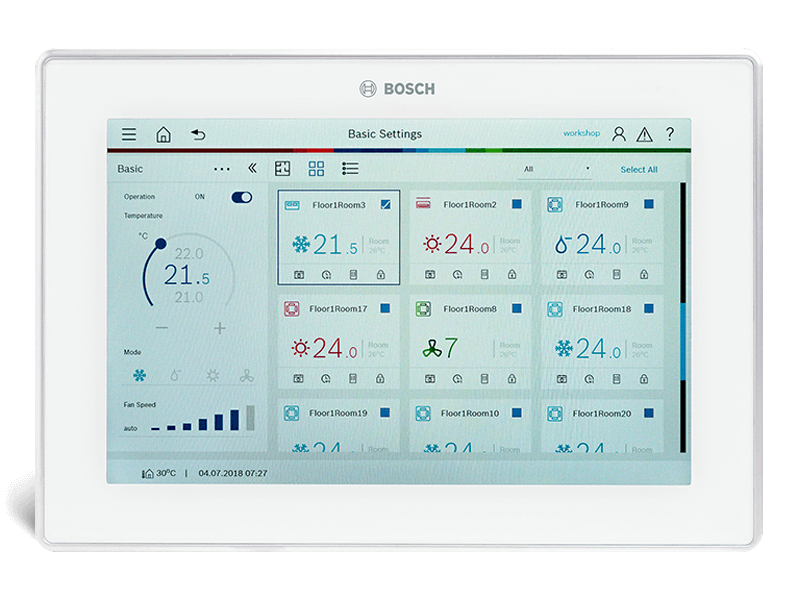 BOSCH
Basic Settings
workshop
?
Basic
All
Select All
Operation ON
Temperature
°C
22.0
21.5
21.0
Mode
Fan Speed
auto
Floor1Room3
21.5
Room
26°C
Floor1Room2
24.0
Room
26°C
Floor1Room9
24.0
Room
26°C
Floor1Room17
24.0
Room
26°C
Floor1Room8
7
Room
26°C
Floor1Room18
24.0
Room
26°C
Floor1Room19
24
Floor1Room10
24
Floor1Room20
24
30°C | 04.07.2018 07:27